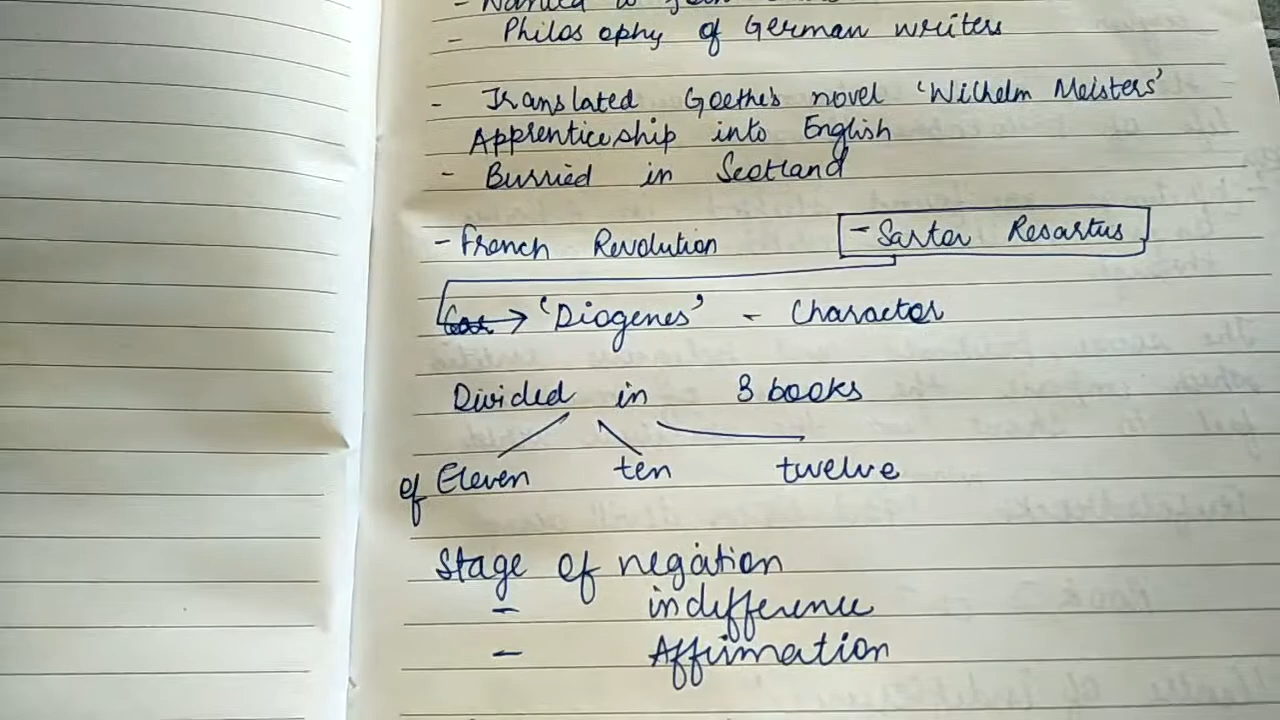 - Philosophy of German writers
- Translated Goethe's novel 'Wilhelm Meisters'
Apprenticeship into English
- Burried in Scotland
- French Revolution - Sartor Resartus
→ 'Diogenes' - Character
Divided in 3 books
of Eleven ten twelve
Stage of negation
- indifference
- Affirmation